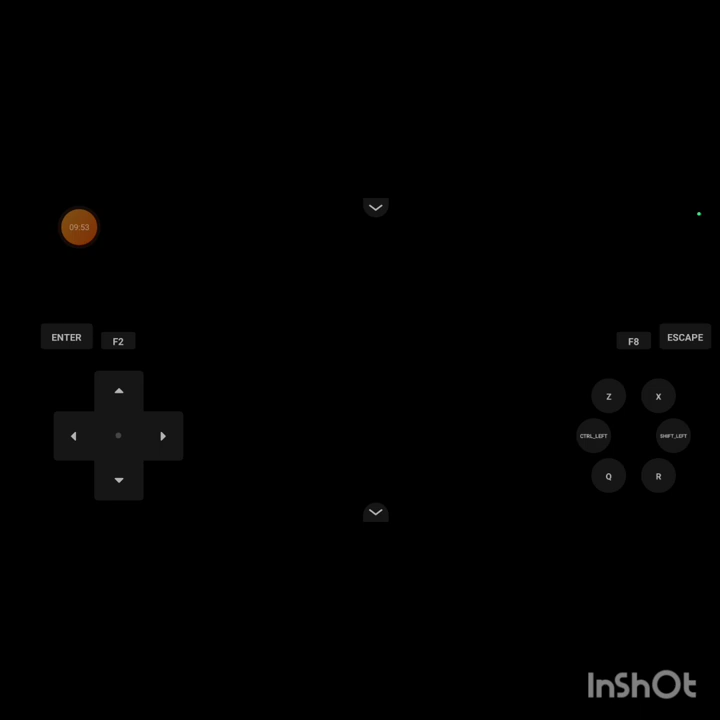 09:53
ENTER
F2
F8
ESCAPE
Z
X
CTRL_LEFT
SHIFT_LEFT
Q
R
InShOt